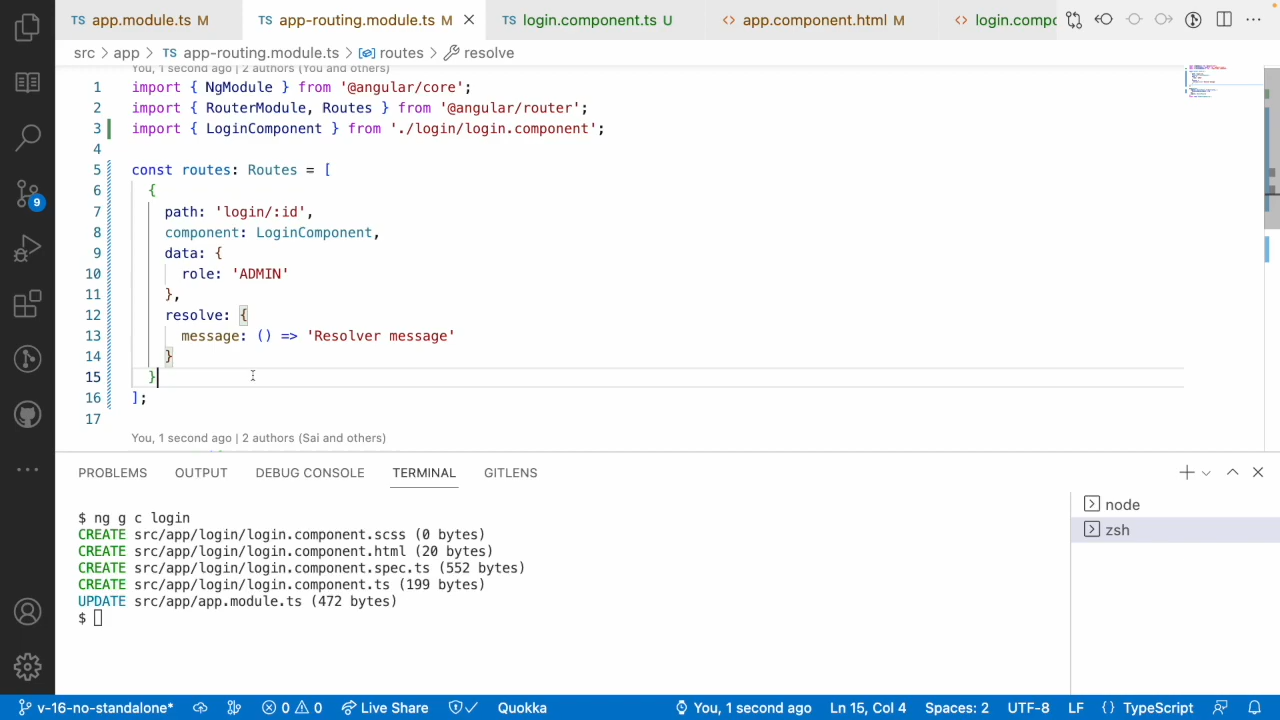 TS app.module.ts M
TS app-routing.module.ts M
TS login.component.ts U
<> app.component.html M
<> login.compo
src > app > TS app-routing.module.ts > routes > resolve
You, 1 second ago | 2 authors (You and others)
1 import { NgModule } from '@angular/core';
2 import { RouterModule, Routes } from '@angular/router';
3 import { LoginComponent } from './login/login.component';
4
5 const routes: Routes = [
6 {
7 path: 'login/:id',
8 component: LoginComponent,
9 data: {
10 role: 'ADMIN'
11 },
12 resolve: {
13 message: () => 'Resolver message'
14 }
15 }
16 ];
17
You, 1 second ago | 2 authors (Sai and others)
9
PROBLEMS OUTPUT DEBUG CONSOLE TERMINAL GITLENS
$ ng g c login
CREATE src/app/login/login.component.scss (0 bytes)
CREATE src/app/login/login.component.html (20 bytes)
CREATE src/app/login/login.component.spec.ts (552 bytes)
CREATE src/app/login/login.component.ts (199 bytes)
UPDATE src/app/app.module.ts (472 bytes)
$
node
zsh
v-16-no-standalone* 0 0 Live Share Quokka You, 1 second ago Ln 15, Col 4 Spaces: 2 UTF-8 LF {} TypeScript